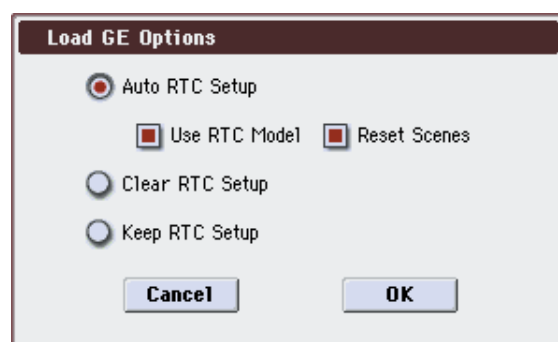 Load GE Options
Auto RTC Setup
Use RTC Model Reset Scenes
Clear RTC Setup
Keep RTC Setup
Cancel OK